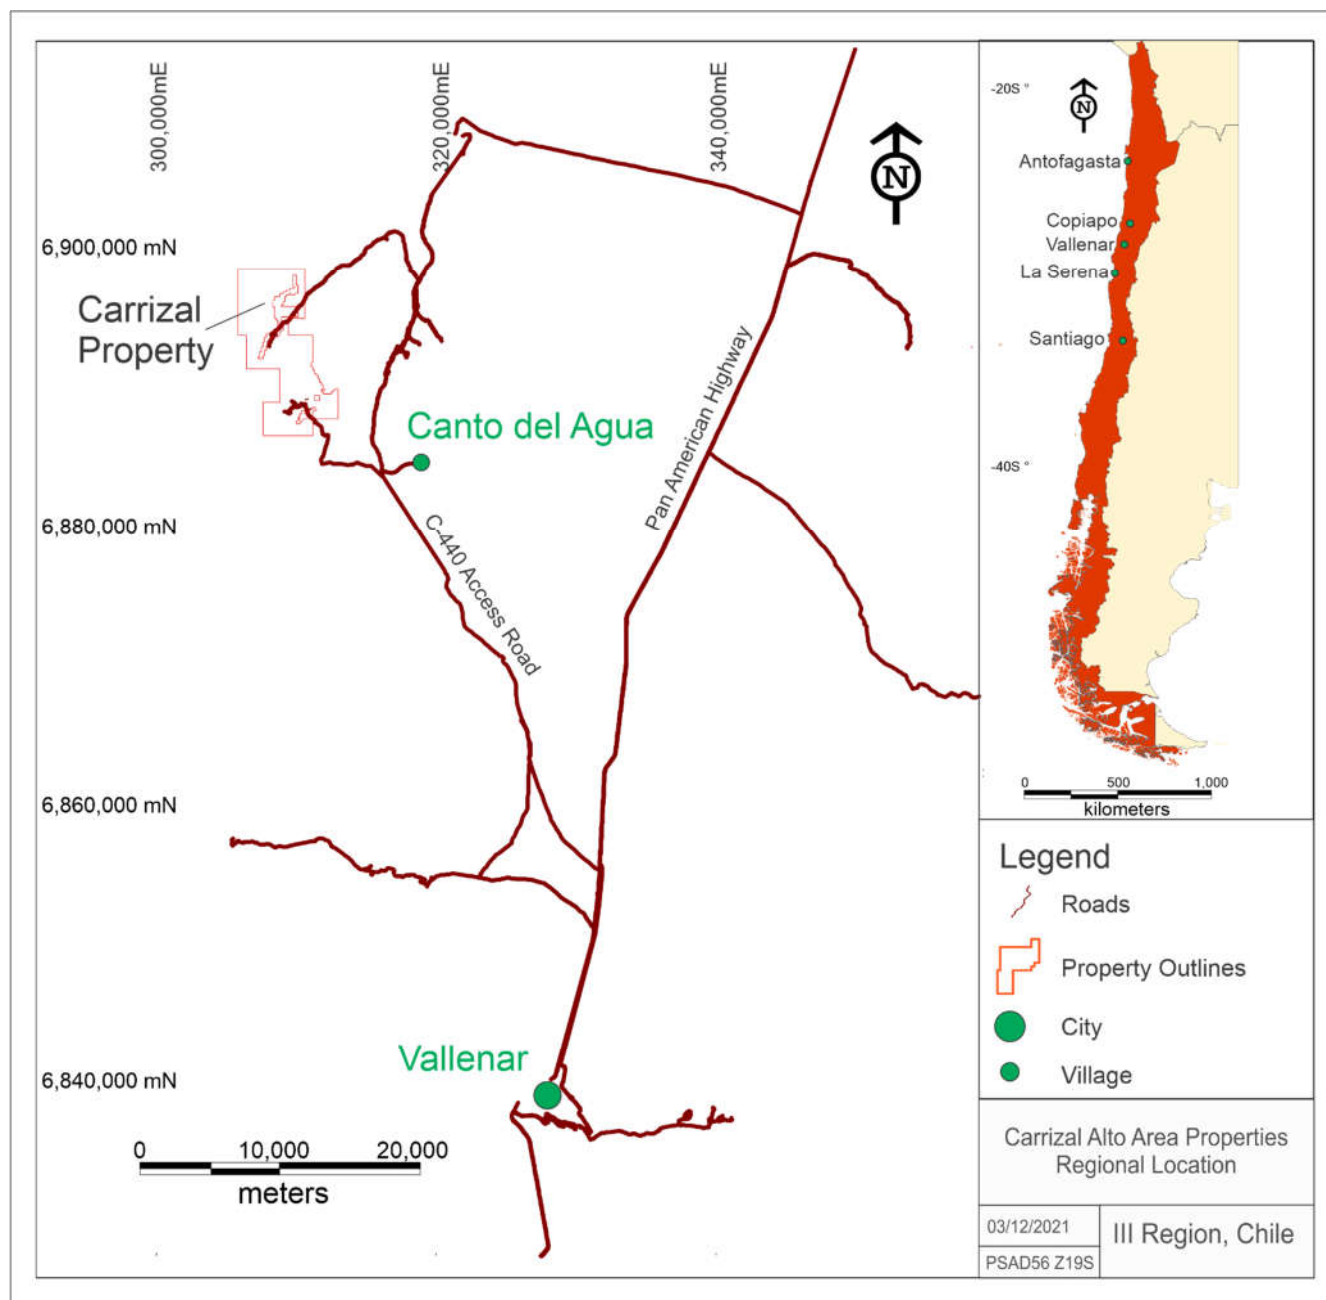 300,000mE
320,000mE
340,000mE
N
6,900,000 mN
Carrizal
Property
Canto del Agua
Pan American Highway
6,880,000 mN
C-440 Access Road
6,860,000 mN
Vallenar
6,840,000 mN
0 10,000 20,000
meters
-20S °
N
Antofagasta
Copiapo
Vallenar
La Serena
Santiago
-40S °
0 500 1,000
kilometers
Legend
Roads
Property Outlines
City
Village
Carrizal Alto Area Properties
Regional Location
03/12/2021
III Region, Chile
PSAD56 Z19S